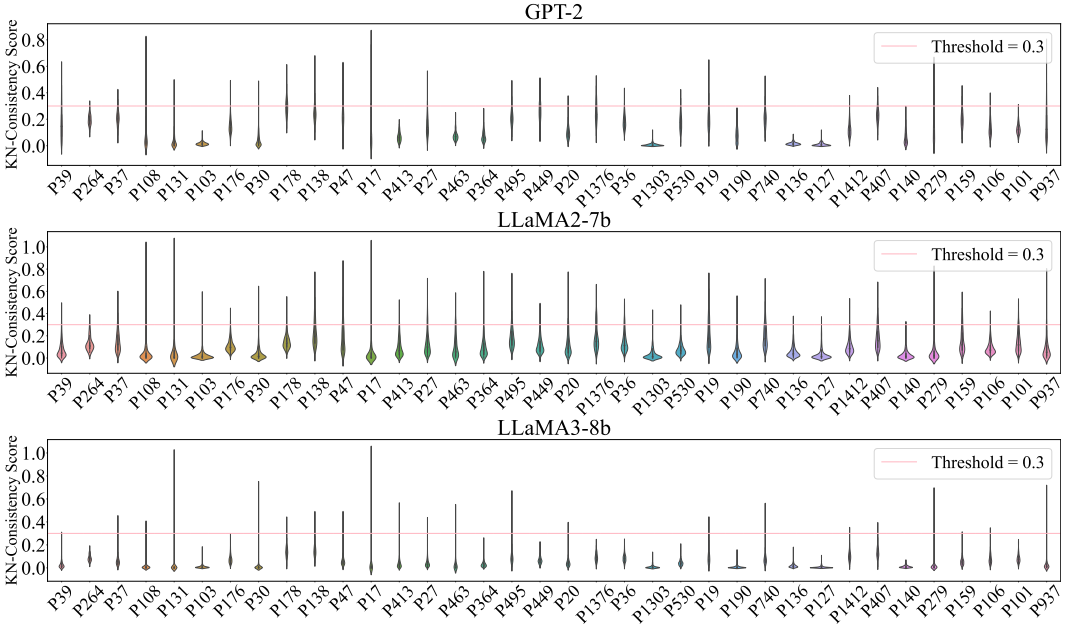 GPT-2
KN-Consistency Score
0.8
0.6
0.4
0.2
0.0
Threshold = 0.3
P39 P264 P37 P108 P131 P103 P176 P30 P178 P138 P47 P17 P413 P27 P463 P364 P495 P449 P20 P1376 P36 P1303 P530 P19 P190 P740 P136 P127 P1412 P407 P140 P279 P159 P106 P101 P937
LLaMA2-7b
KN-Consistency Score
1.0
0.8
0.6
0.4
0.2
0.0
Threshold = 0.3
P39 P264 P37 P108 P131 P103 P176 P30 P178 P138 P47 P17 P413 P27 P463 P364 P495 P449 P20 P1376 P36 P1303 P530 P19 P190 P740 P136 P127 P1412 P407 P140 P279 P159 P106 P101 P937
LLaMA3-8b
KN-Consistency Score
1.0
0.8
0.6
0.4
0.2
0.0
Threshold = 0.3
P39 P264 P37 P108 P131 P103 P176 P30 P178 P138 P47 P17 P413 P27 P463 P364 P495 P449 P20 P1376 P36 P1303 P530 P19 P190 P740 P136 P127 P1412 P407 P140 P279 P159 P106 P101 P937